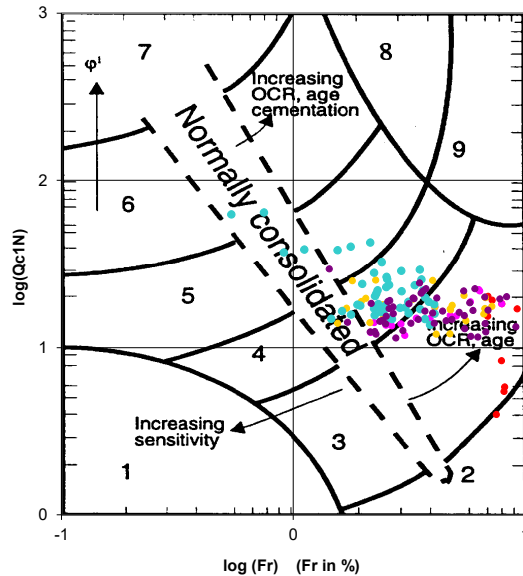 3
7
8
φ'
Increasing
OCR, age
cementation
9
Normally consolidated
2
6
log(Qc1N)
5
1
4
Increasing
OCR, age
Increasing
sensitivity
3
1
2
0
-1
0
1
log (Fr) (Fr in %)